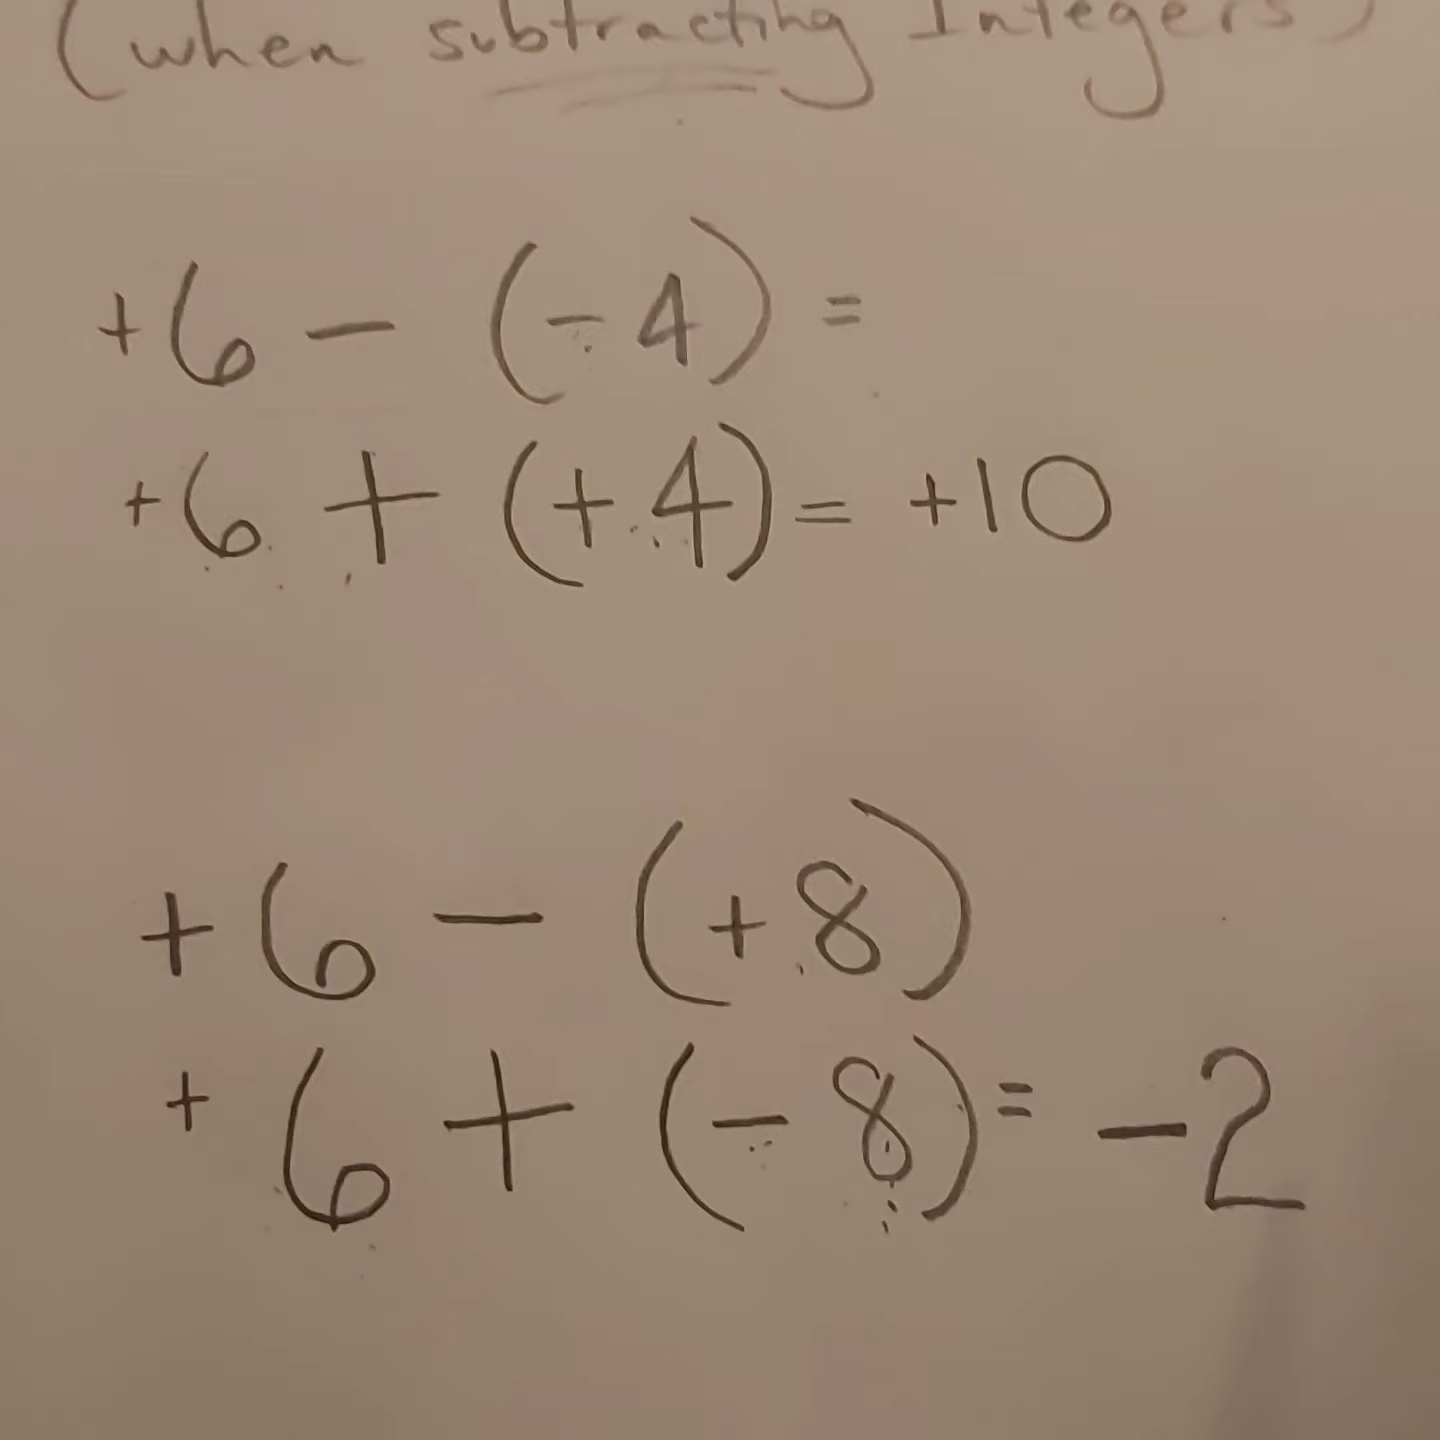 (when subtracting Integers)
+6 - (-4) =
+6 + (+4) = +10
+6 - (+8)
+6 + (-8) = -2